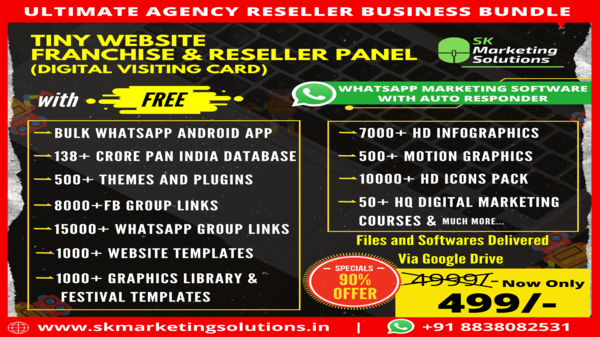 ULTIMATE AGENCY RESELLER BUSINESS BUNDLE
TINY WEBSITE
FRANCHISE & RESELLER PANEL
(DIGITAL VISITING CARD)
SK
Marketing
Solutions
with FREE
WHATSAPP MARKETING SOFTWARE
WITH AUTO RESPONDER
BULK WHATSAPP ANDROID APP
138+ CRORE PAN INDIA DATABASE
500+ THEMES AND PLUGINS
8000+FB GROUP LINKS
15000+ WHATSAPP GROUP LINKS
1000+ WEBSITE TEMPLATES
1000+ GRAPHICS LIBRARY &
FESTIVAL TEMPLATES
7000+ HD INFOGRAPHICS
500+ MOTION GRAPHICS
10000+ HD ICONS PACK
50+ HQ DIGITAL MARKETING
COURSES & MUCH MORE...
Files and Softwares Delivered
Via Google Drive
SPECIALS
90%
OFFER
4999/- Now Only
499/-
www.skmarketingsolutions.in | +91 8838082531